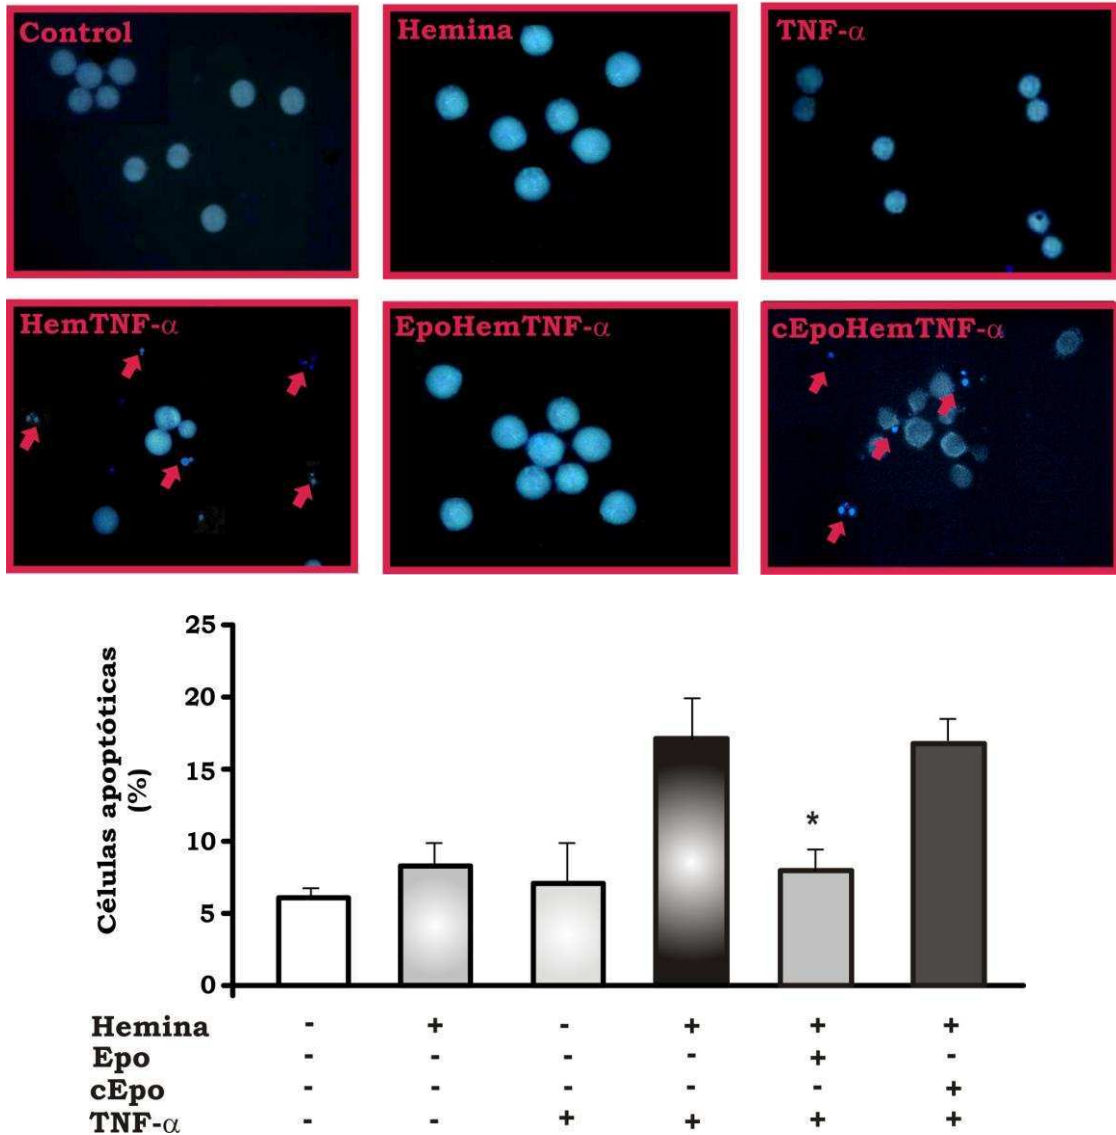 Control
Hemina
TNF-α
HemTNF-α
EpoHemTNF-α
cEpoHemTNF-α
Células apoptóticas
(%)
25
20
15
10
5
0
*
Hemina - + - + + +
Epo - - - - + -
cEpo - - - - - +
TNF-α - - + + + +